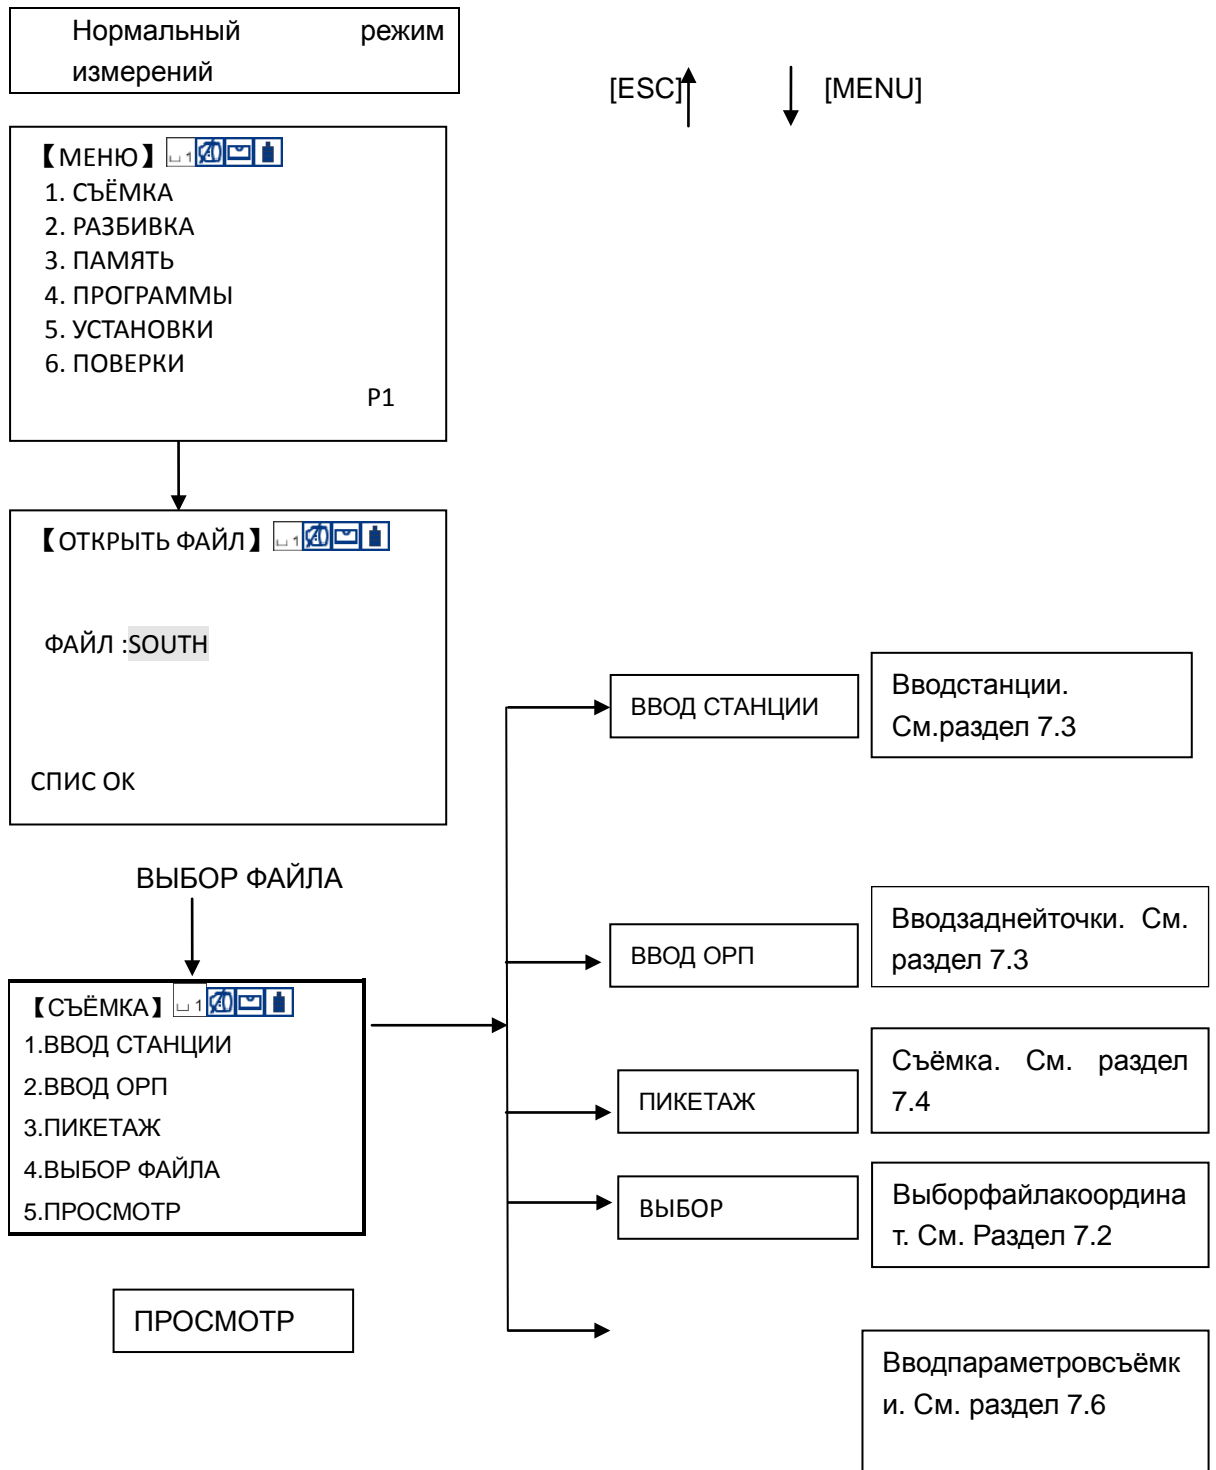 Нормальный режим
измерений
[ESC] [MENU]
【МЕНЮ】
1. СЪЁМКА
2. РАЗБИВКА
3. ПАМЯТЬ
4. ПРОГРАММЫ
5. УСТАНОВКИ
6. ПОВЕРКИ
P1
【ОТКРЫТЬ ФАЙЛ】
ФАЙЛ :SOUTH
СПИС OK
ВЫБОР ФАЙЛА
【СЪЁМКА】
1.ВВОД СТАНЦИИ
2.ВВОД ОРП
3.ПИКЕТАЖ
4.ВЫБОР ФАЙЛА
5.ПРОСМОТР
ПРОСМОТР
ВВОД СТАНЦИИ
Вводстанции.
См.раздел 7.3
ВВОД ОРП
Вводзаднейточки. См.
раздел 7.3
ПИКЕТАЖ
Съёмка. См. раздел
7.4
ВЫБОР
Выборфайлакоордина
т. См. Раздел 7.2
Вводпараметровсъёмк
и. См. раздел 7.6